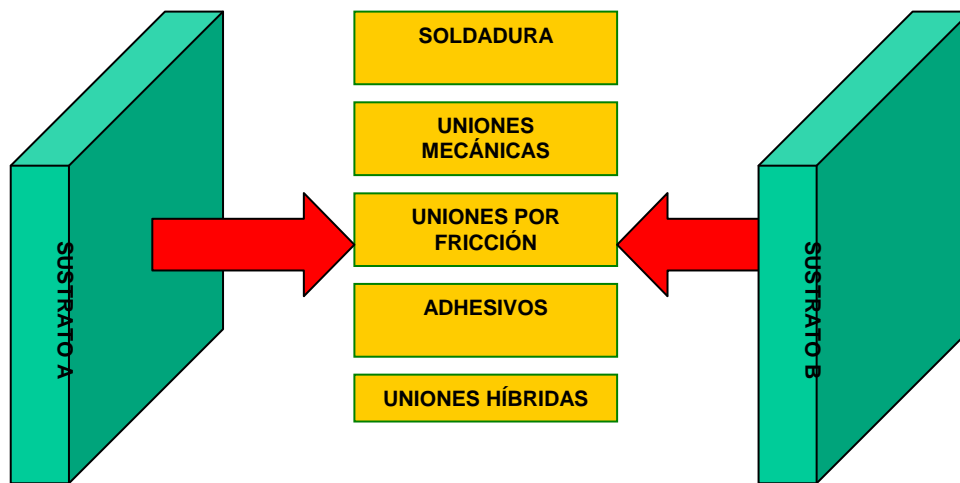 SOLDADURA
UNIONES
MECÁNICAS
UNIONES POR
FRICCIÓN
ADHESIVOS
UNIONES HÍBRIDAS
SUSTRATO A
SUSTRATO B